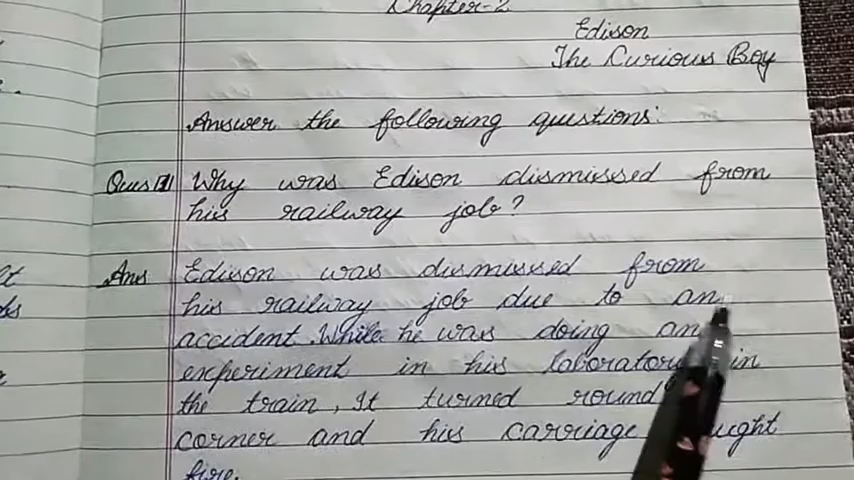 Chapter-2
Edison
The Curious Boy
Answer the following questions:
Ques 1 Why was Edison dismissed from
his railway job?
Ans Edison was dismissed from
his railway job due to an
accident. While he was doing an
experiment in his laboratory in
the train, It turned round
corner and his carriage
fire.